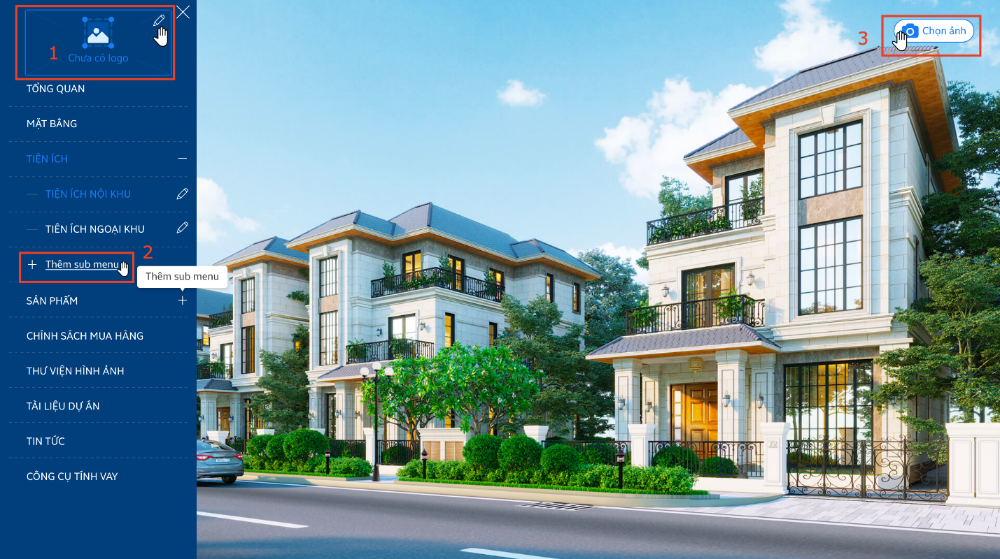 1
Chưa có logo
TỔNG QUAN
MẶT BẰNG
TIỆN ÍCH
TIỆN ÍCH NỘI KHU
TIỆN ÍCH NGOẠI KHU
Thêm sub menu
2
Thêm sub menu
SẢN PHẨM
CHÍNH SÁCH MUA HÀNG
THƯ VIỆN HÌNH ẢNH
TÀI LIỆU DỰ ÁN
TIN TỨC
CÔNG CỤ TÍNH VAY
3
Chọn ảnh
72